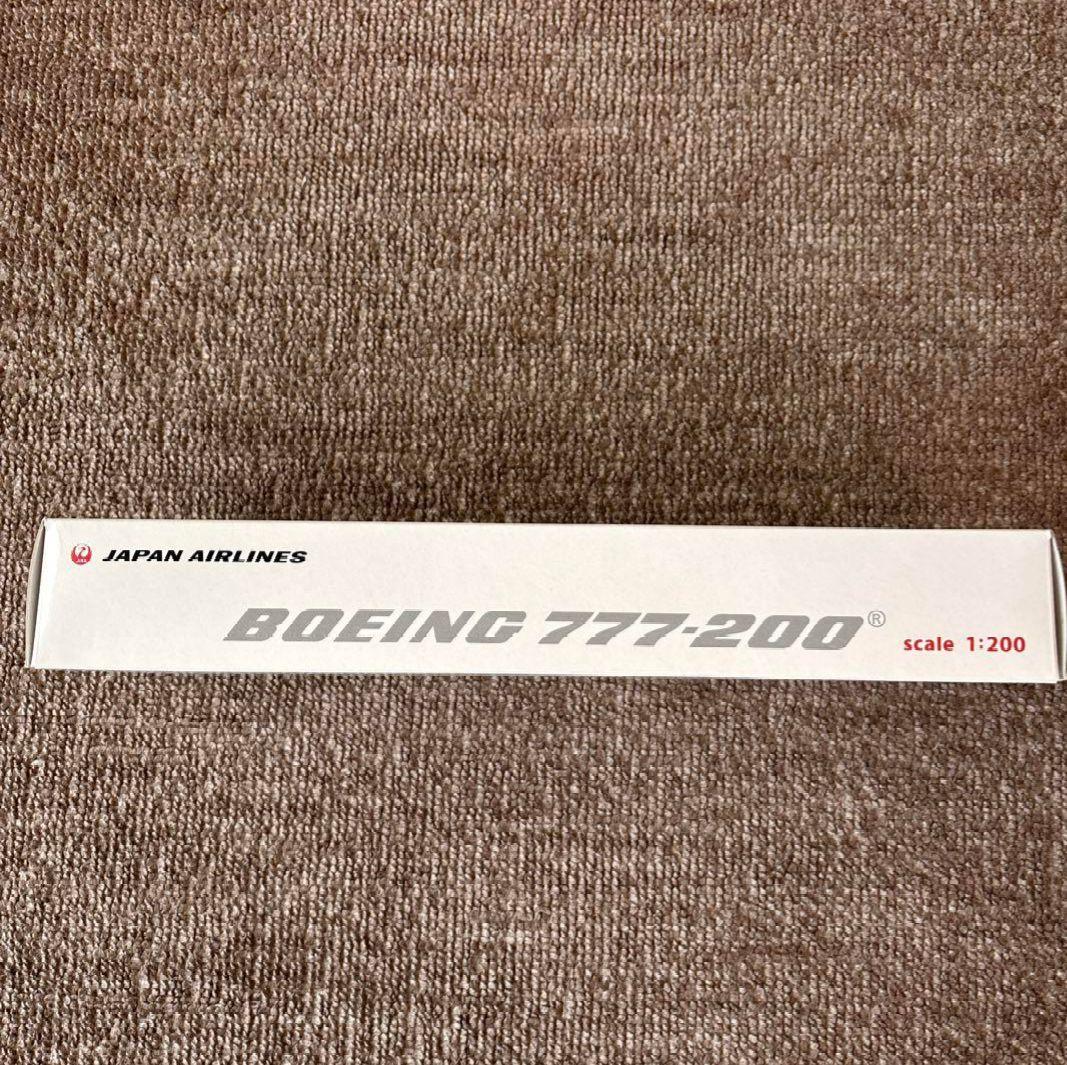 JAPAN AIRLINES
BOEING 777-200®
scale 1:200